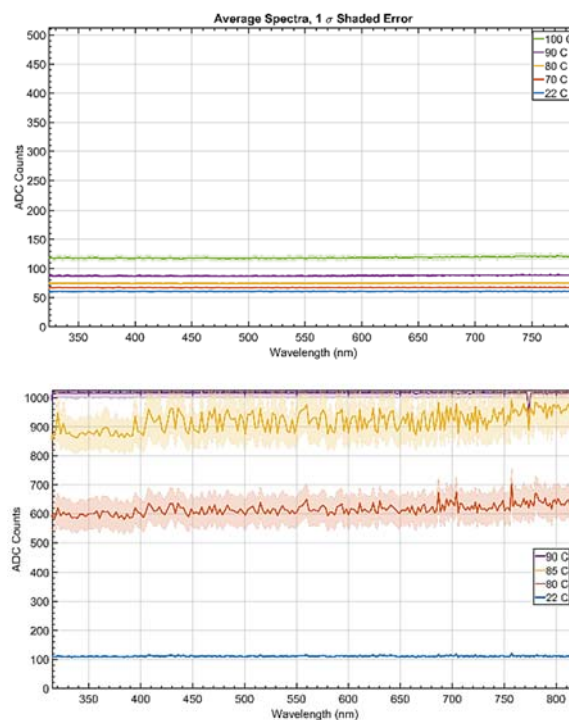 Average Spectra, 1 σ Shaded Error
500
450
400
350
300
250
200
150
100
50
0
ADC Counts
100 C
90 C
80 C
70 C
22 C
350 400 450 500 550 600 650 700 750
Wavelength (nm)
1000
900
800
700
600
500
400
300
200
100
0
ADC Counts
90 C
85 C
80 C
22 C
350 400 450 500 550 600 650 700 750 800
Wavelength (nm)